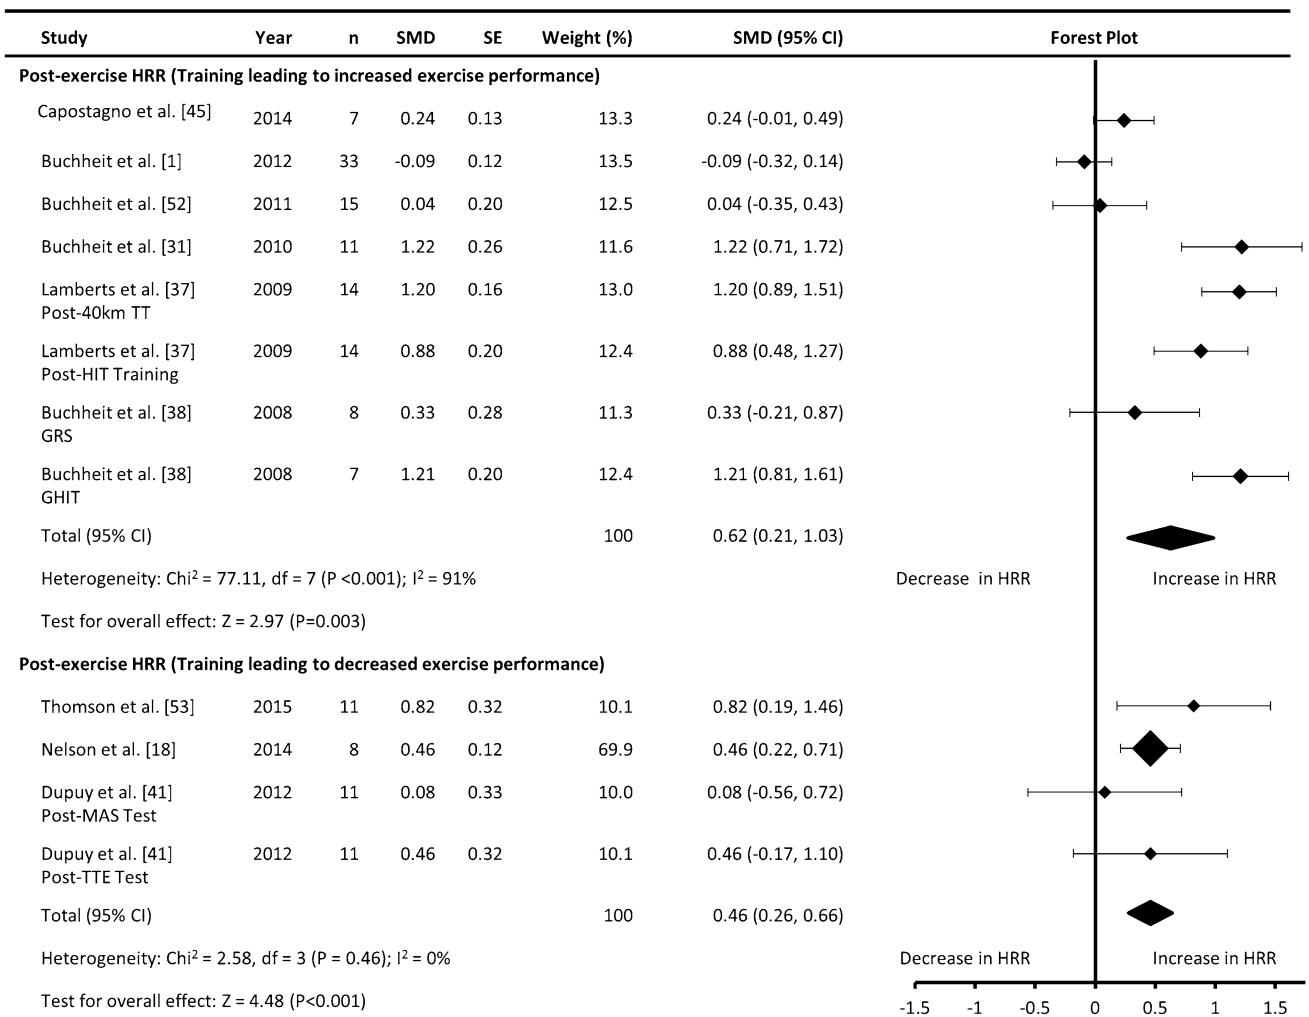 Study Year n SMD SE Weight (%) SMD (95% CI) Forest Plot
Post-exercise HRR (Training leading to increased exercise performance)
Capostagno et al. [45] 2014 7 0.24 0.13 13.3 0.24 (-0.01, 0.49)
Buchheit et al. [1] 2012 33 -0.09 0.12 13.5 -0.09 (-0.32, 0.14)
Buchheit et al. [52] 2011 15 0.04 0.20 12.5 0.04 (-0.35, 0.43)
Buchheit et al. [31] 2010 11 1.22 0.26 11.6 1.22 (0.71, 1.72)
Lamberts et al. [37] 2009 14 1.20 0.16 13.0 1.20 (0.89, 1.51)
Post-40km TT
Lamberts et al. [37] 2009 14 0.88 0.20 12.4 0.88 (0.48, 1.27)
Post-HIT Training
Buchheit et al. [38] 2008 8 0.33 0.28 11.3 0.33 (-0.21, 0.87)
GRS
Buchheit et al. [38] 2008 7 1.21 0.20 12.4 1.21 (0.81, 1.61)
GHIT
Total (95% CI) 100 0.62 (0.21, 1.03)
Heterogeneity: Chi² = 77.11, df = 7 (P <0.001); I² = 91% Decrease in HRR Increase in HRR
Test for overall effect: Z = 2.97 (P=0.003)
Post-exercise HRR (Training leading to decreased exercise performance)
Thomson et al. [53] 2015 11 0.82 0.32 10.1 0.82 (0.19, 1.46)
Nelson et al. [18] 2014 8 0.46 0.12 69.9 0.46 (0.22, 0.71)
Dupuy et al. [41] 2012 11 0.08 0.33 10.0 0.08 (-0.56, 0.72)
Post-MAS Test
Dupuy et al. [41] 2012 11 0.46 0.32 10.1 0.46 (-0.17, 1.10)
Post-TTE Test
Total (95% CI) 100 0.46 (0.26, 0.66)
Heterogeneity: Chi² = 2.58, df = 3 (P = 0.46); I² = 0% Decrease in HRR Increase in HRR
Test for overall effect: Z = 4.48 (P<0.001)
-1.5 -1 -0.5 0 0.5 1 1.5